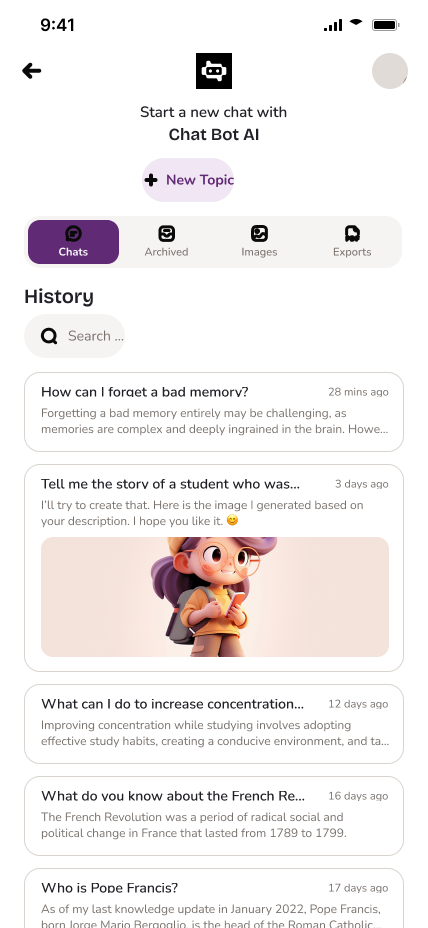 9:41
Start a new chat with
Chat Bot AI
New Topic
Chats
Archived
Images
Exports
History
Search ...
How can I forget a bad memory?
28 mins ago
Forgetting a bad memory entirely may be challenging, as
memories are complex and deeply ingrained in the brain. Howe...
Tell me the story of a student who was...
3 days ago
I'll try to create that. Here is the image I generated based on
your description. I hope you like it. 😊
What can I do to increase concentration...
12 days ago
Improving concentration while studying involves adopting
effective study habits, creating a conducive environment, and ta...
What do you know about the French Re...
16 days ago
The French Revolution was a period of radical social and
political change in France that lasted from 1789 to 1799.
Who is Pope Francis?
17 days ago
As of my last knowledge update in January 2022, Pope Francis,
born Jorge Mario Bergoglio, is the head of the Roman Catholic...